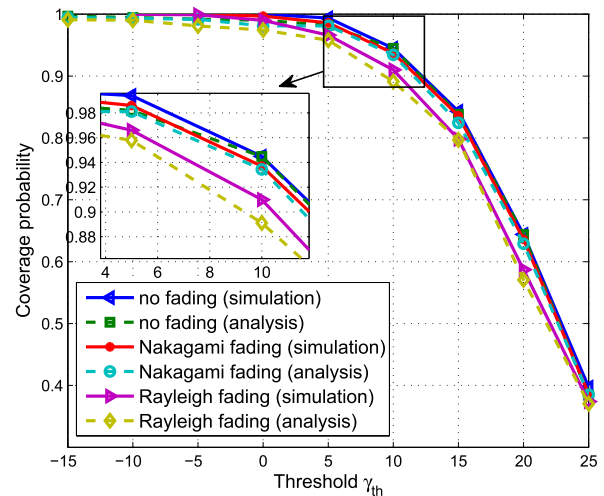 1
0.9
0.8
0.7
0.6
0.5
0.4
Coverage probability
0.98
0.96
0.94
0.92
0.9
0.88
4 6 8 10
no fading (simulation)
no fading (analysis)
Nakagami fading (simulation)
Nakagami fading (analysis)
Rayleigh fading (simulation)
Rayleigh fading (analysis)
−15 −10 −5 0 5 10 15 20 25
Threshold γth